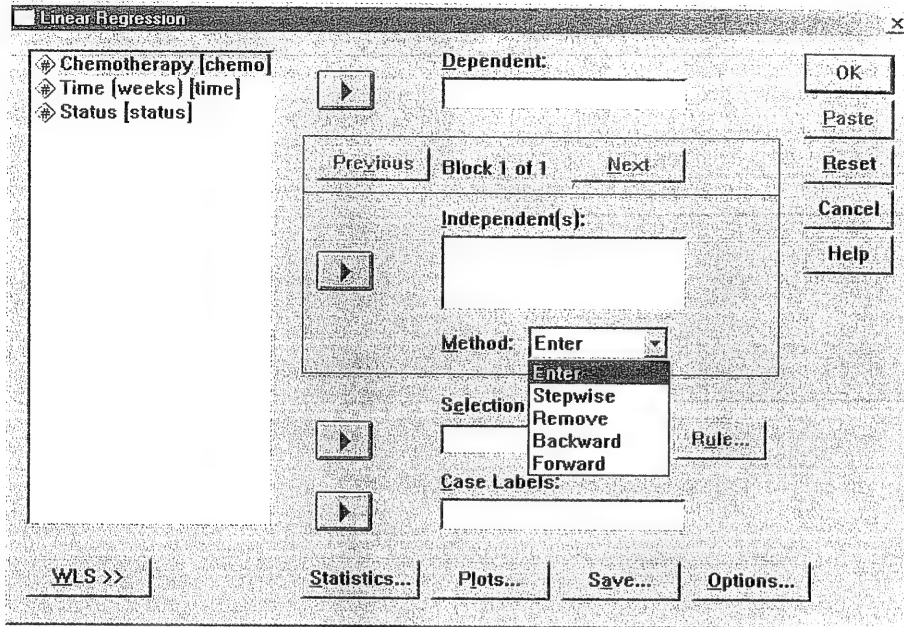 Linear Regression
Chemotherapy [chemo]
Time (weeks) [time]
Status [status]
Dependent:
Previous
Block 1 of 1
Next
Independent(s):
Method:
Enter
Enter
Stepwise
Remove
Backward
Forward
Selection
Rule...
Case Labels:
WLS >>
Statistics...
Plots...
Save...
Options...
OK
Paste
Reset
Cancel
Help